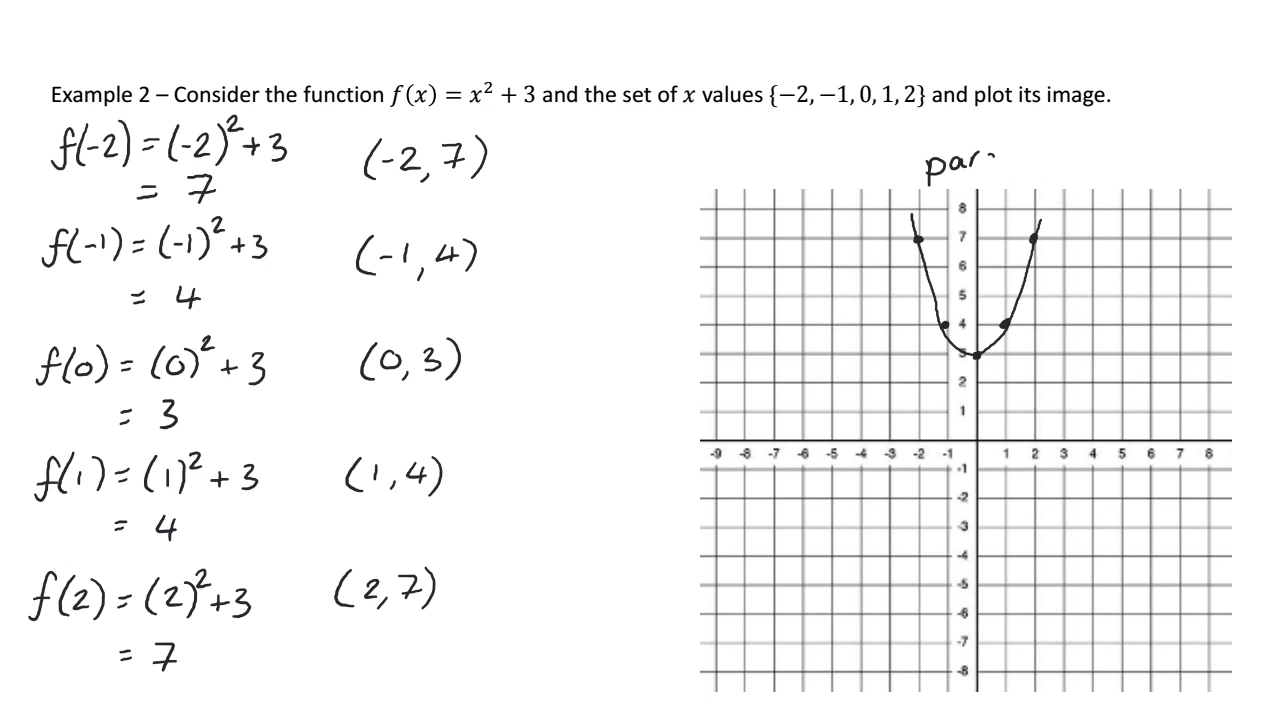 Example 2 – Consider the function f(x) = x² + 3 and the set of x values {−2, −1, 0, 1, 2} and plot its image.
f(-2) = (-2)² + 3 (-2, 7)
= 7
f(-1) = (-1)² + 3 (-1, 4)
= 4
f(0) = (0)² + 3 (0, 3)
= 3
f(1) = (1)² + 3 (1, 4)
= 4
f(2) = (2)² + 3 (2, 7)
= 7
par
8
7
6
5
4
3
2
1
-9 -8 -7 -6 -5 -4 -3 -2 -1 1 2 3 4 5 6 7 8
-1
-2
-3
-4
-5
-6
-7
-8